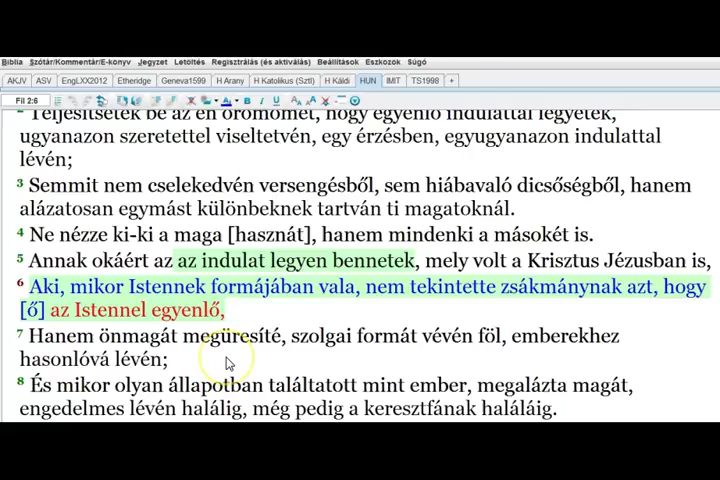 Biblia Szótár/Kommentár/E-könyv Jegyzet Letöltés Regisztrálás (és aktiválás) Beállítások Eszközök Súgó
AKJV ASV EngLXX2012 Etheridge Geneva1599 H Arany H Katolikus (SztI) H Káldi HUN IMIT TS1998 +
Fil 2:6
2 Teljesítsétek be az én örömömet, hogy egyenlő indulattal legyetek,
ugyanazon szeretettel viseltetvén, egy érzésben, egyugyanazon indulattal
lévén;
3 Semmit nem cselekedvén versengésből, sem hiábavaló dicsőségből, hanem
alázatosan egymást különbeknek tartván ti magatoknál.
4 Ne nézze ki-ki a maga [hasznát], hanem mindenki a másokét is.
5 Annak okáért az az indulat legyen bennetek, mely volt a Krisztus Jézusban is,
6 Aki, mikor Istennek formájában vala, nem tekintette zsákmánynak azt, hogy
[ő] az Istennel egyenlő,
7 Hanem önmagát megüresíté, szolgai formát vévén föl, emberekhez
hasonlóvá lévén;
8 És mikor olyan állapotban találtatott mint ember, megalázta magát,
engedelmes lévén halálig, még pedig a keresztfának haláláig.